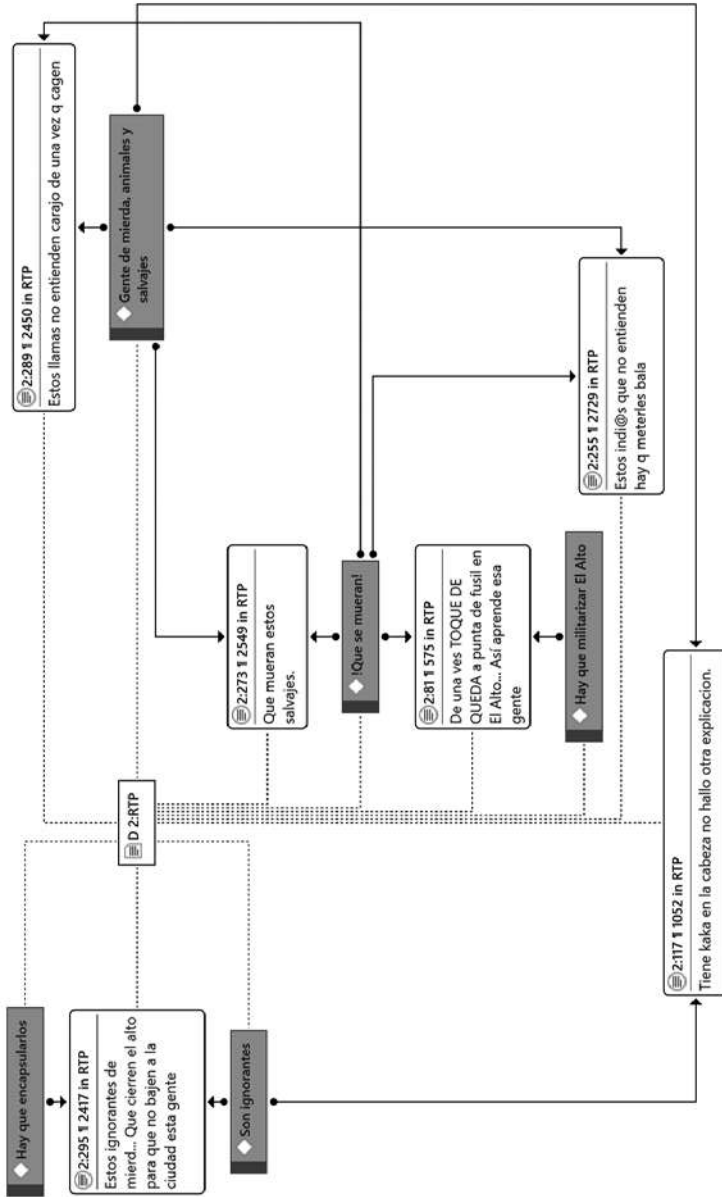 Hay que encapsularlos
2:295 ¶ 2417 in RTP
Estos ignorantes de
mierd... Que cierren el alto
para que no bajen a la
ciudad esta gente
Son ignorantes
D 2:RTP
2:289 ¶ 2450 in RTP
Estos llamas no entienden carajo de una vez q cagen
Gente de mierda, animales y
salvajes
2:273 ¶ 2549 in RTP
Que mueran estos
salvajes.
!Que se mueran!
2:81 ¶ 575 in RTP
De una ves TOQUE DE
QUEDA a punta de fusil en
El Alto... Así aprende esa
gente
Hay que militarizar El Alto
2:255 ¶ 2729 in RTP
Estos indi@s que no entienden
hay q meterles bala
2:117 ¶ 1052 in RTP
Tiene kaka en la cabeza no hallo otra explicacion.